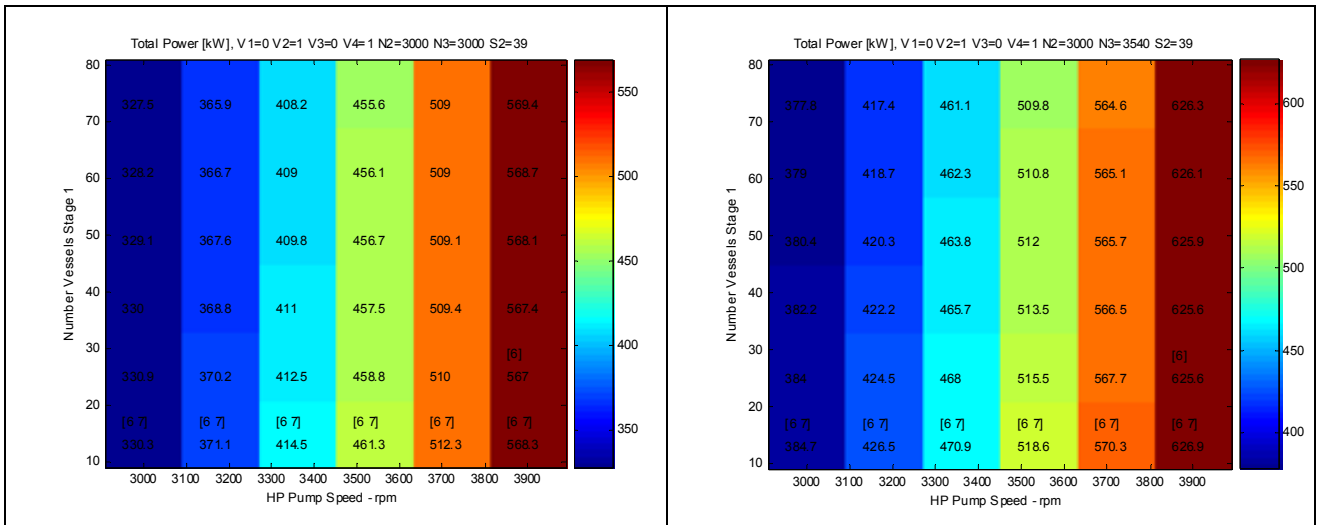 Total Power [kW], V1=0 V2=1 V3=0 V4=1 N2=3000 N3=3000 S2=39
80
70
60
50
40
30
20
10
Number Vessels Stage 1
327.5 365.9 408.2 455.6 509 569.4
328.2 366.7 409 456.1 509 568.7
329.1 367.6 409.8 456.7 509.1 568.1
330 368.8 411 457.5 509.4 567.4
[6]
330.9 370.2 412.5 458.8 510 567
[6 7] [6 7] [6 7] [6 7] [6 7] [6 7]
371.1 414.5 461.3 512.3 568.3
3000 3100 3200 3300 3400 3500 3600 3700 3800 3900
HP Pump Speed - rpm
550
500
450
400
350
Total Power [kW], V1=0 V2=1 V3=0 V4=1 N2=3000 N3=3540 S2=39
80
70
60
50
40
30
20
10
Number Vessels Stage 1
377.8 417.4 461.1 509.8 564.6 626.3
379 418.7 462.3 510.8 565.1 626.1
380.4 420.3 463.8 512 565.7 625.9
382.2 422.2 465.7 513.5 566.5 625.6
[6]
384 424.5 468 515.5 567.7 625.6
[6 7] [6 7] [6 7] [6 7] [6 7] [6 7]
384.7 426.5 470.9 518.6 570.3 626.9
3000 3100 3200 3300 3400 3500 3600 3700 3800 3900
HP Pump Speed - rpm
600
550
500
450
400